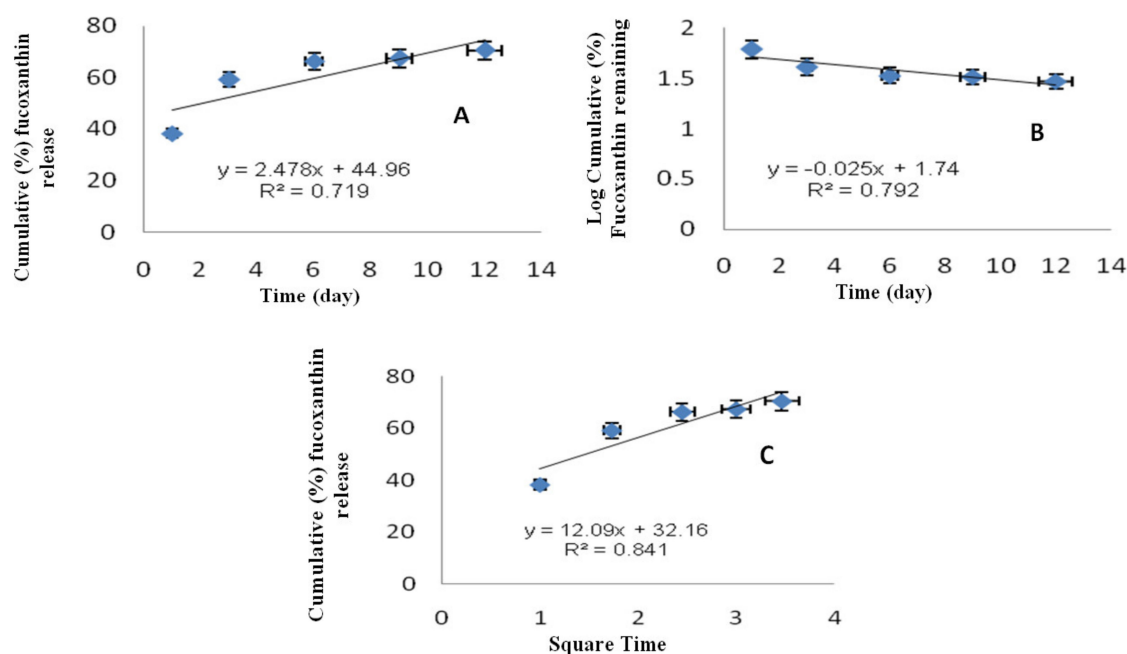 Cumulative (%) fucoxanthin
release
80
60
40
20
0
A
y = 2.478x + 44.96
R² = 0.719
0 2 4 6 8 10 12 14
Time (day)
Log Cumulative (%)
Fucoxanthin remaining
2
1.5
1
0.5
0
B
y = -0.025x + 1.74
R² = 0.792
0 2 4 6 8 10 12 14
Time (day)
Cumulative (%) fucoxanthin
release
80
60
40
20
0
C
y = 12.09x + 32.16
R² = 0.841
0 1 2 3 4
Square Time